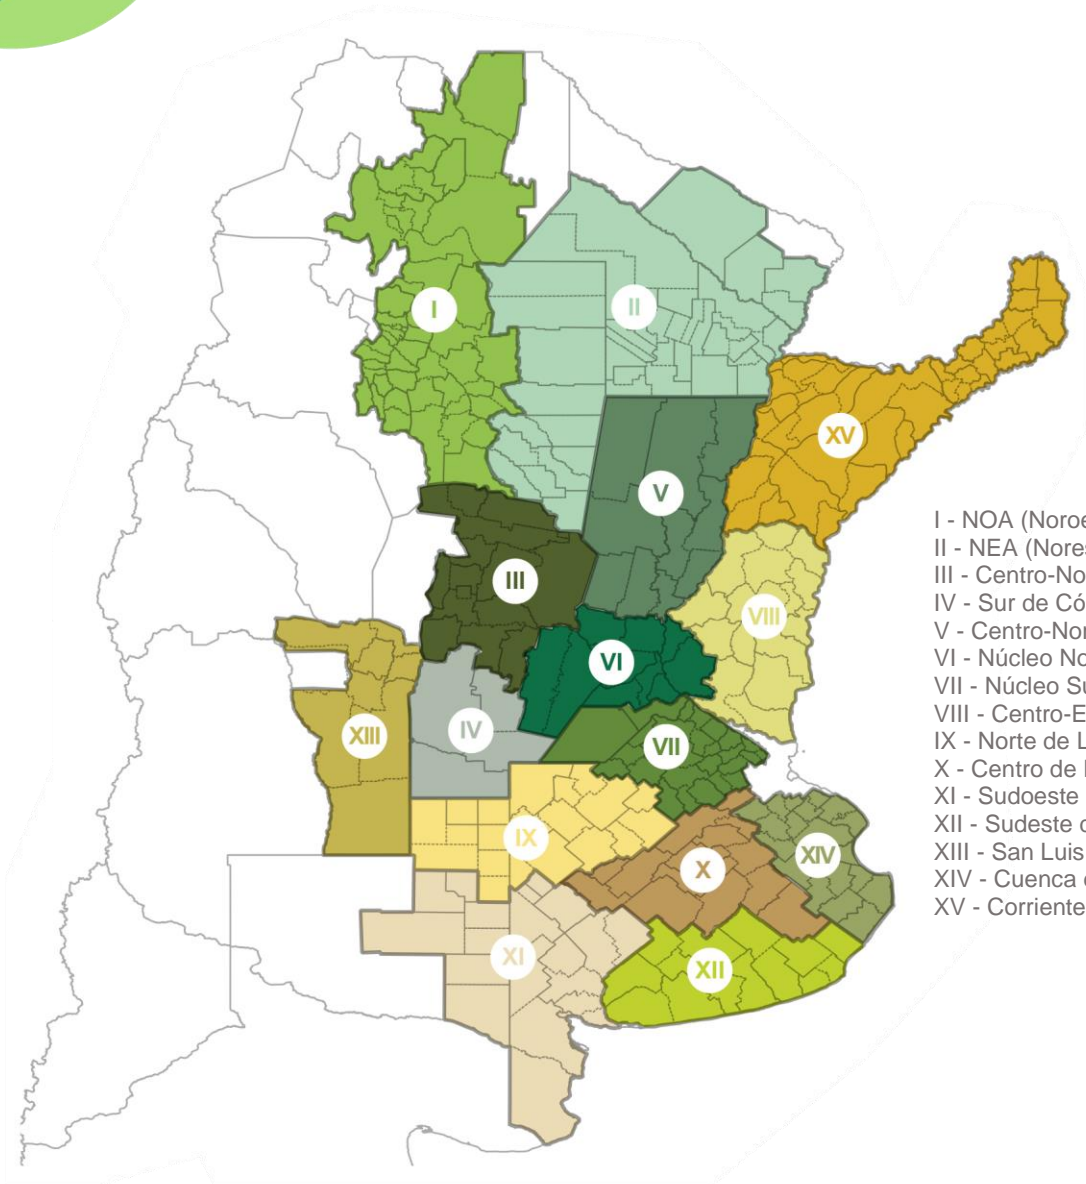 I
II
XV
V
III
VIII
VI
IV
XIII
VII
IX
XIV
X
XI
XII
I - NOA (Noroe
II - NEA (Nores
III - Centro-No
IV - Sur de Có
V - Centro-Nor
VI - Núcleo No
VII - Núcleo Su
VIII - Centro-E
IX - Norte de L
X - Centro de
XI - Sudoeste
XII - Sudeste
XIII - San Luis
XIV - Cuenca
XV - Corriente